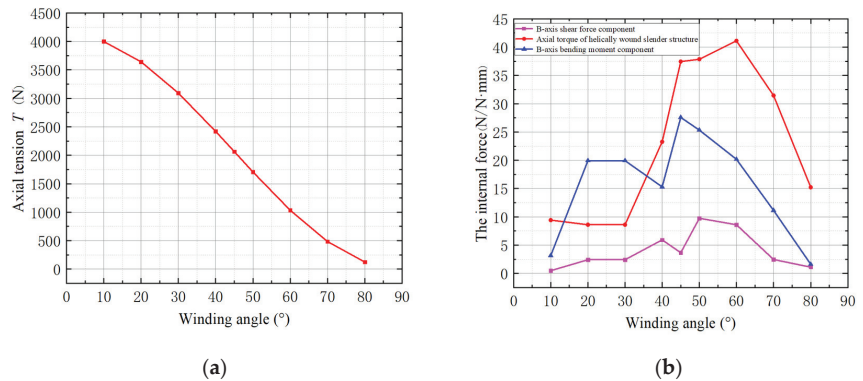 Axial tension T (N)
4500
4000
3500
3000
2500
2000
1500
1000
500
0
0 10 20 30 40 50 60 70 80 90
Winding angle (°)
(a)
The internal force(N/N·mm)
45
40
35
30
25
20
15
10
5
0
B-axis shear force component
Axial torque of helically wound slender structure
B-axis bending moment component
0 10 20 30 40 50 60 70 80 90
Winding angle (°)
(b)